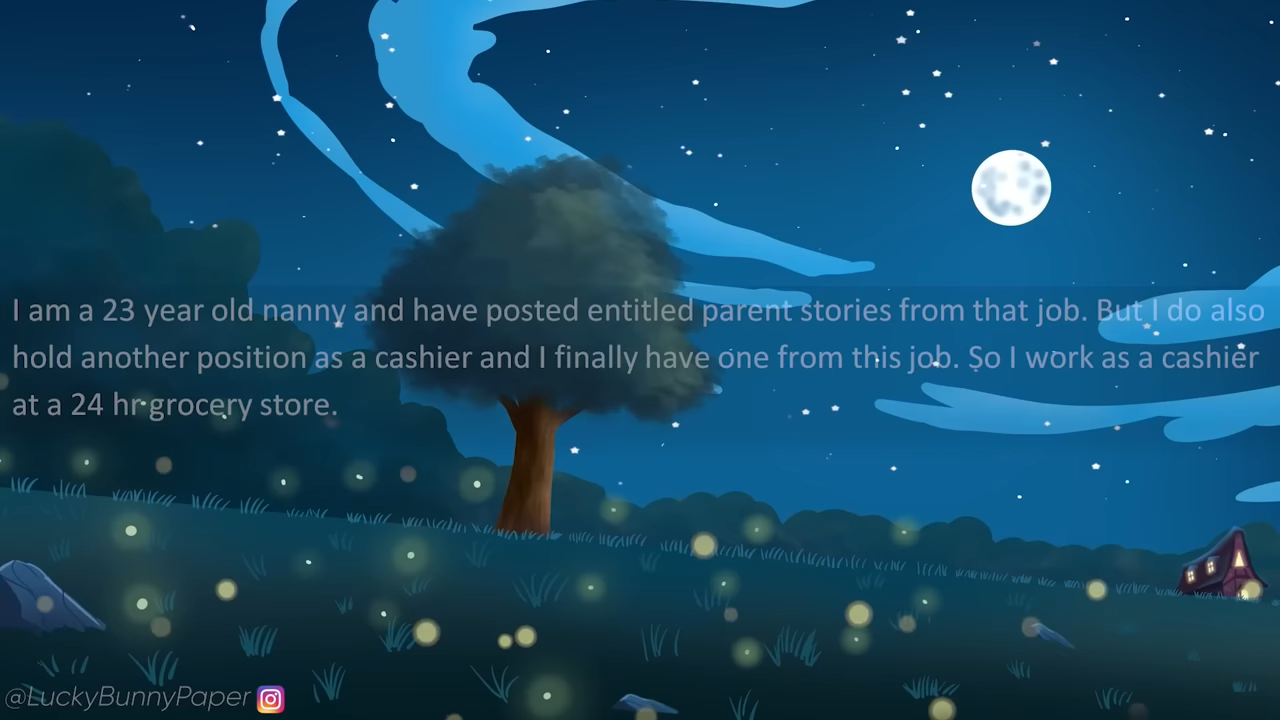 I am a 23 year old nanny and have posted entitled parent stories from that job. But I do also
hold another position as a cashier and I finally have one from this job. So I work as a cashier
at a 24 hr grocery store.
@LuckyBunnyPaper